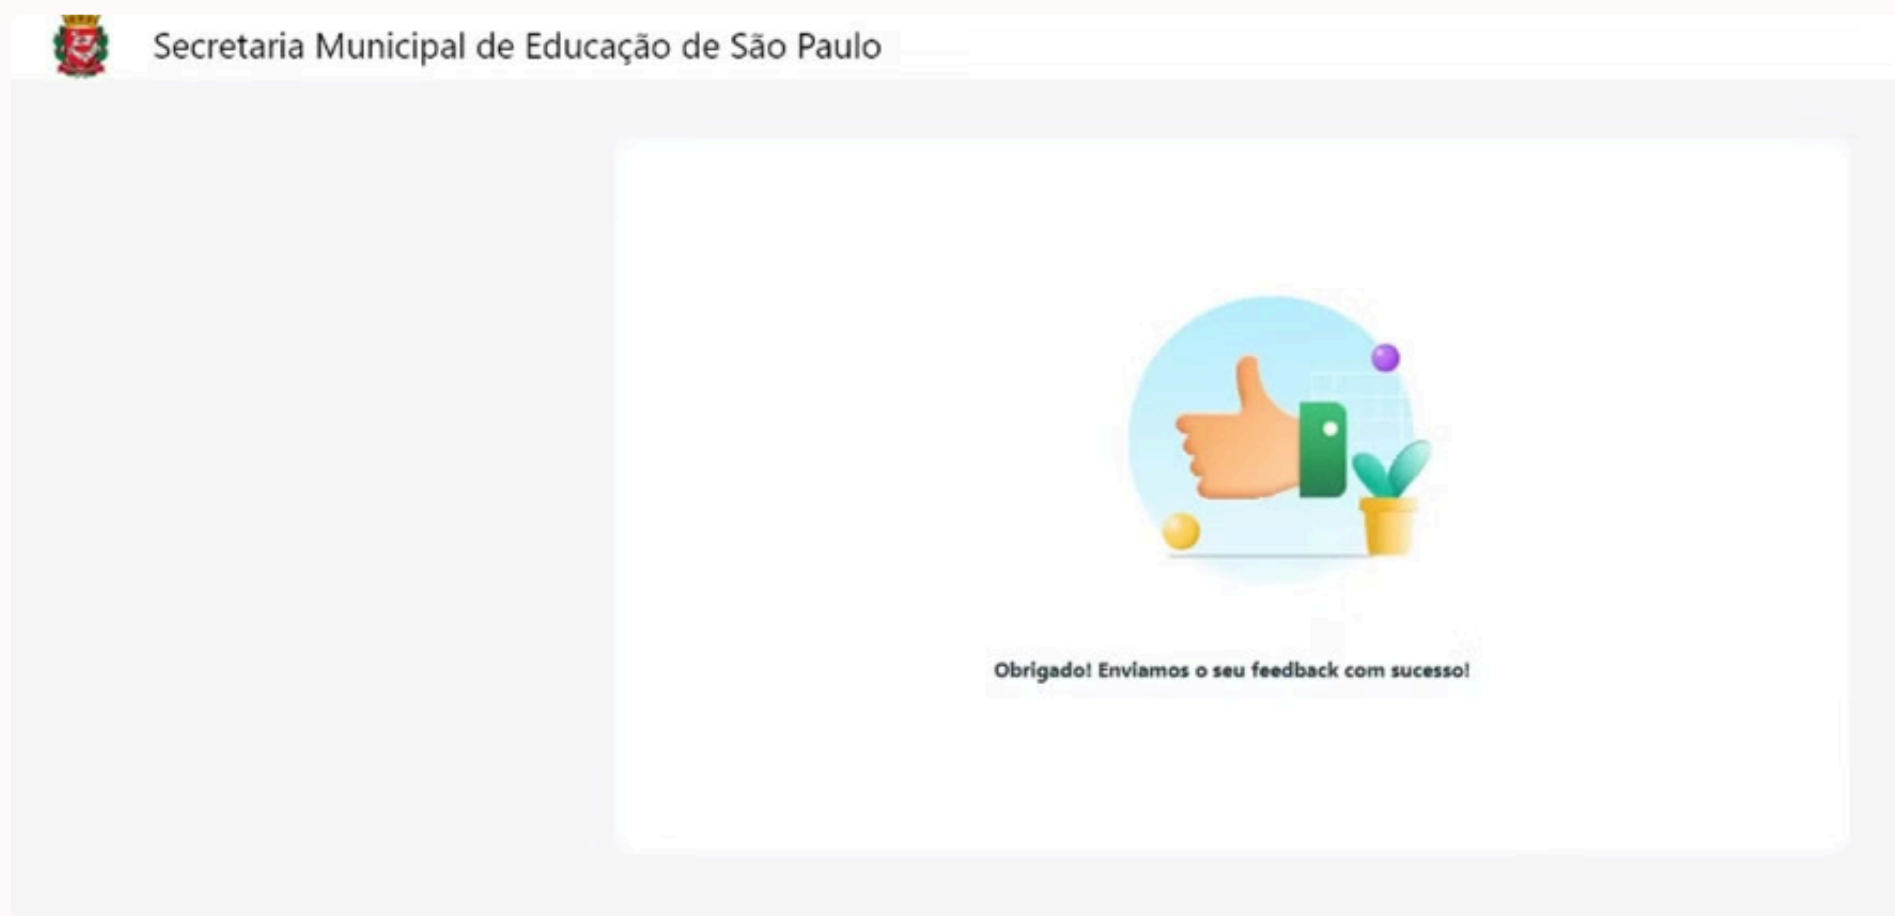 Secretaria Municipal de Educação de São Paulo
Obrigado! Enviamos o seu feedback com sucesso!